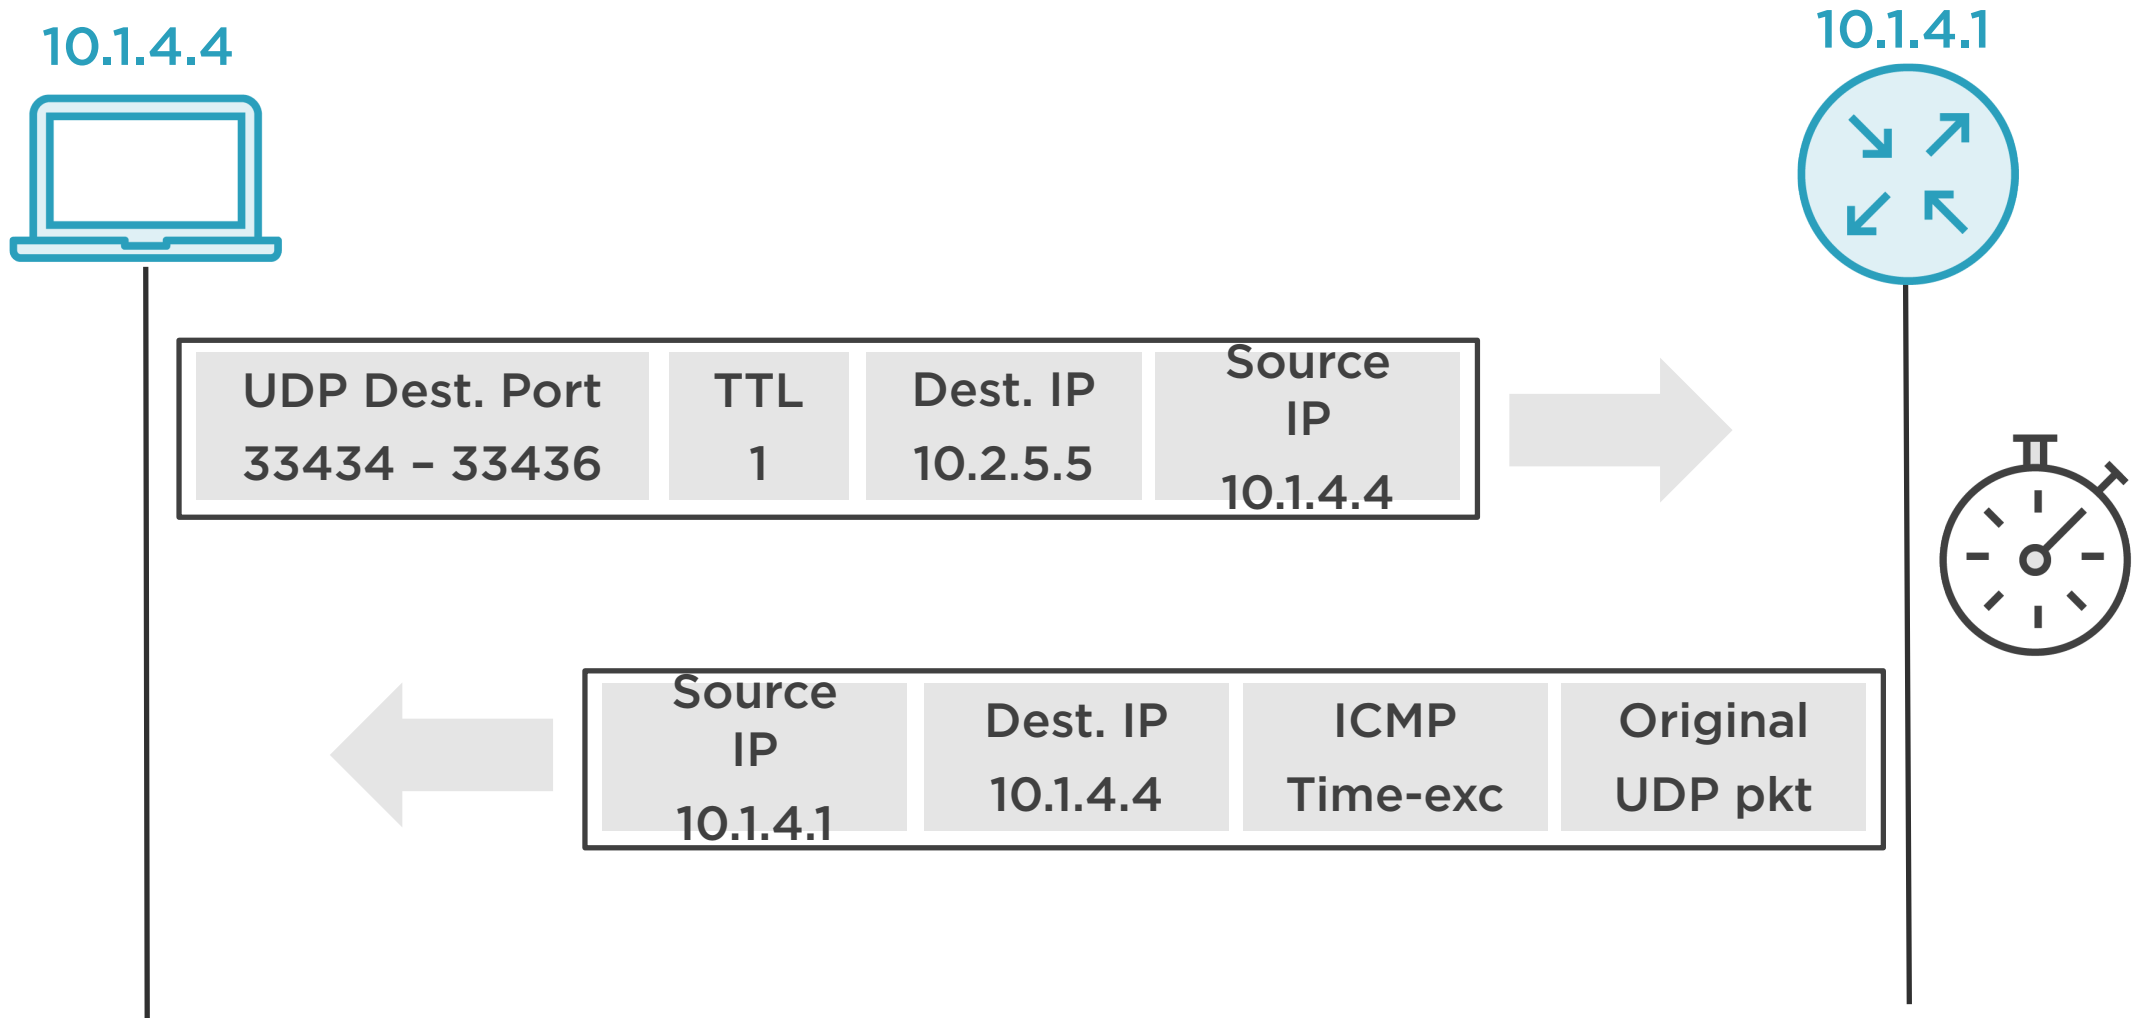 10.1.4.4
10.1.4.1
UDP Dest. Port
33434 – 33436
TTL
1
Dest. IP
10.2.5.5
Source
IP
10.1.4.4
Source
IP
10.1.4.1
Dest. IP
10.1.4.4
ICMP
Time-exc
Original
UDP pkt